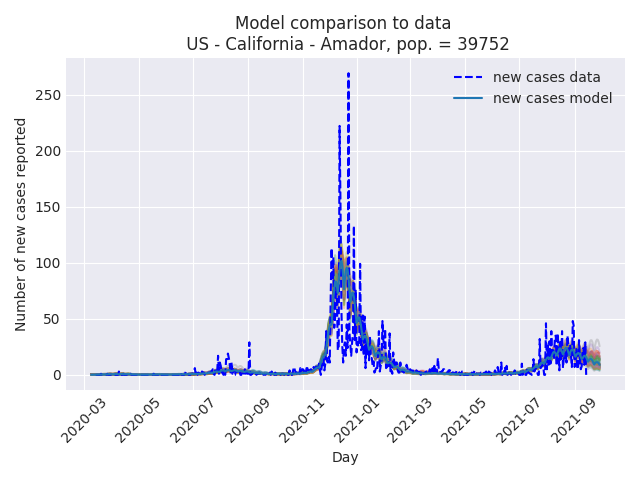 Model comparison to data
US - California - Amador, pop. = 39752
new cases data
new cases model
Number of new cases reported
250
200
150
100
50
0
2020-03
2020-05
2020-07
2020-09
2020-11
2021-01
2021-03
2021-05
2021-07
2021-09
Day